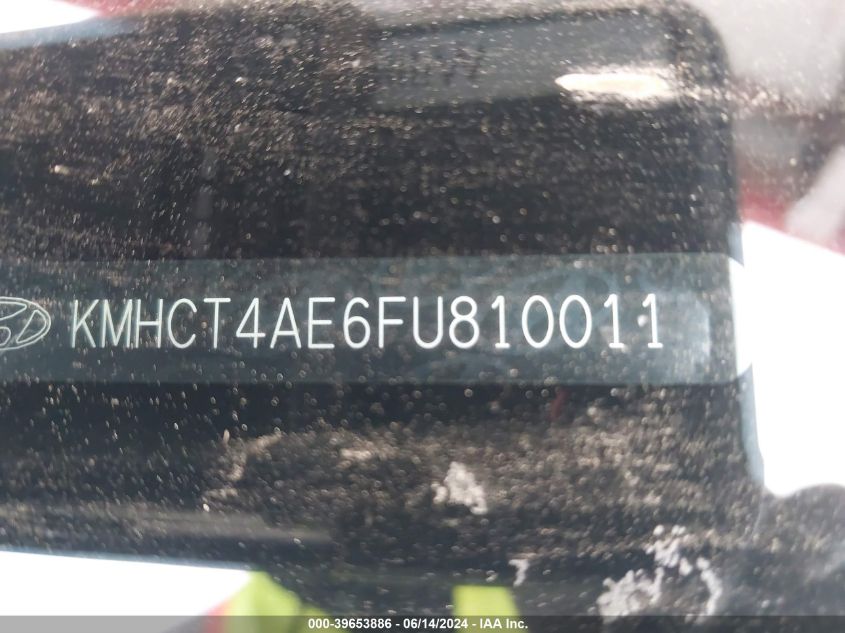 KMHCT4AE6FU810011
000-39653886 - 06/14/2024 - IAA Inc.